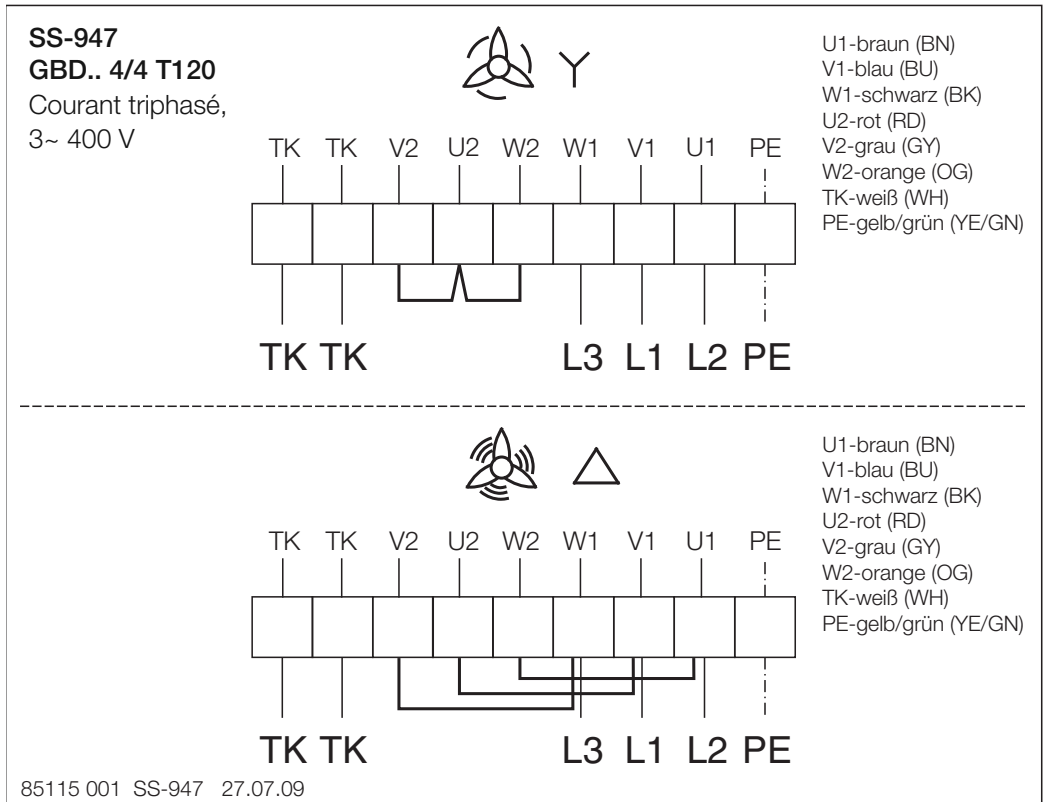 SS-947
GBD.. 4/4 T120
Courant triphasé,
3~ 400 V
TK TK V2 U2 W2 W1 V1 U1 PE
TK TK L3 L1 L2 PE
U1-braun (BN)
V1-blau (BU)
W1-schwarz (BK)
U2-rot (RD)
V2-grau (GY)
W2-orange (OG)
TK-weiß (WH)
PE-gelb/grün (YE/GN)
TK TK V2 U2 W2 W1 V1 U1 PE
TK TK L3 L1 L2 PE
U1-braun (BN)
V1-blau (BU)
W1-schwarz (BK)
U2-rot (RD)
V2-grau (GY)
W2-orange (OG)
TK-weiß (WH)
PE-gelb/grün (YE/GN)
85115 001 SS-947 27.07.09